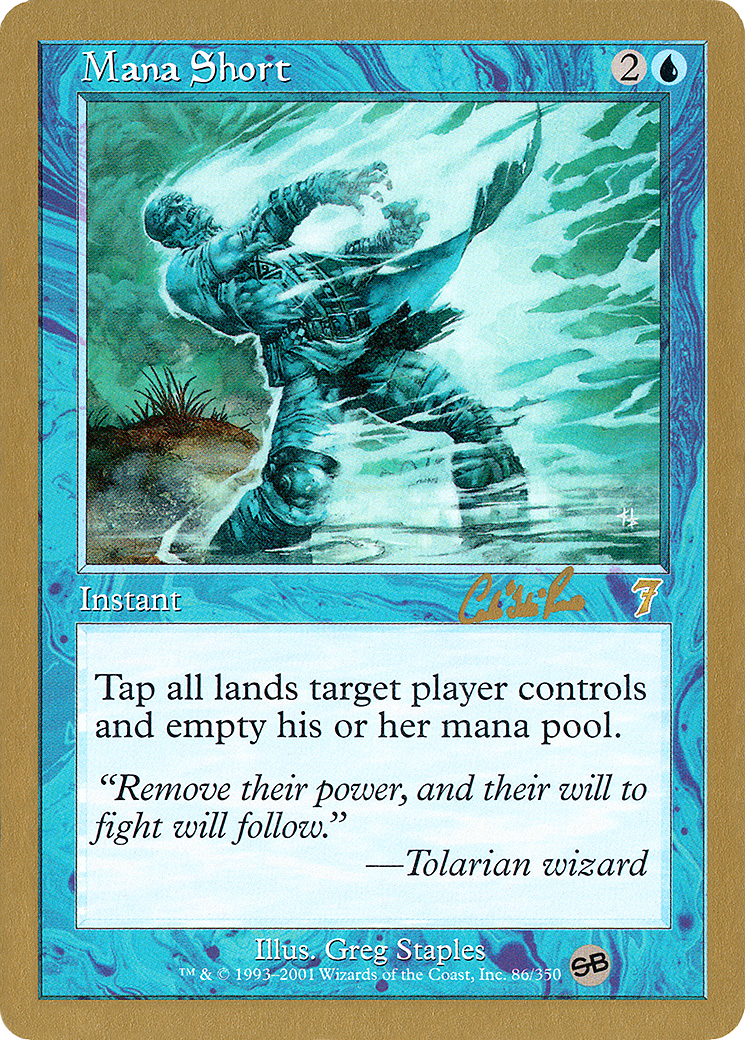 Mana Short 2
Instant 7
Tap all lands target player controls
and empty his or her mana pool.
“Remove their power, and their will to
fight will follow.”
—Tolarian wizard
Illus. Greg Staples
™ & © 1993–2001 Wizards of the Coast, Inc. 86/350 SB